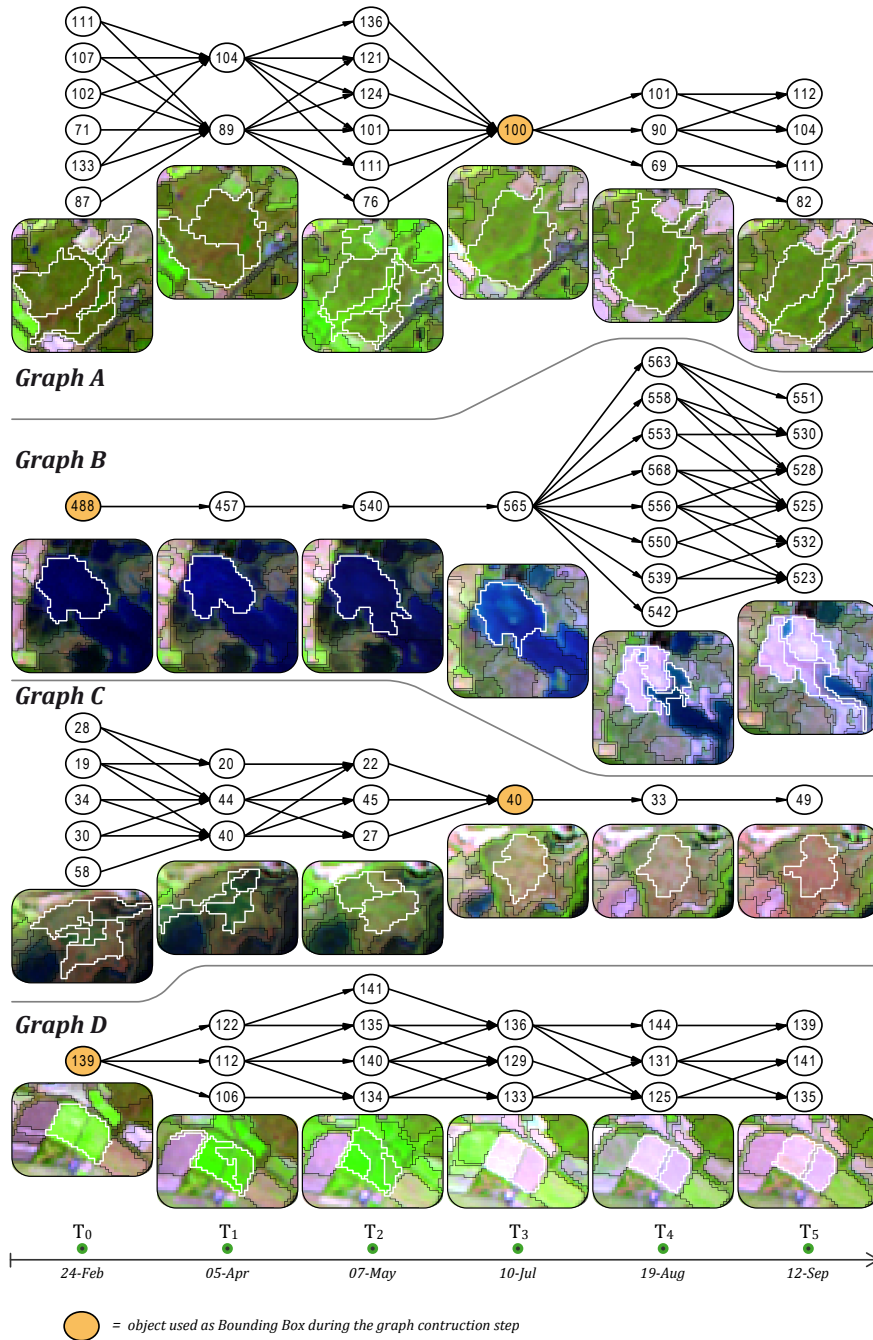 111 136
107 104 121 101 112
102 124 90 104
71 89 101 100 69 111
133 111 82
87 76
Graph A
563
558 551
553 530
Graph B
568 528
488 457 540 565 556 525
550 532
539 523
542
Graph C
28
19 20 22
34 44 45 40 33 49
30 40 27
58
141
Graph D
122 135 136 144 139
139 112 140 129 131 141
106 134 133 125 135
T0 T1 T2 T3 T4 T5
24-Feb 05-Apr 07-May 10-Jul 19-Aug 12-Sep
= object used as Bounding Box during the graph contruction step